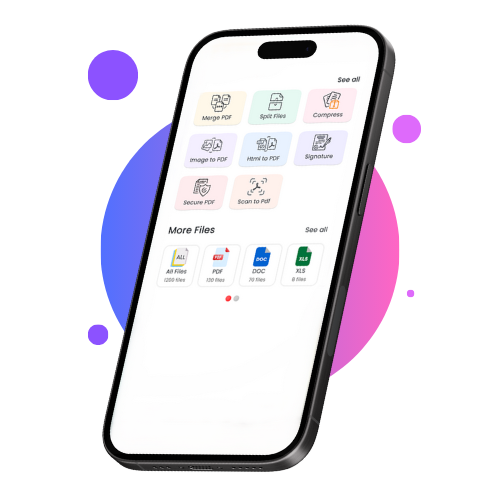 See all
Merge PDF
Split Files
Compress
Image to PDF
Html to PDF
Signature
Secure PDF
Scan to Pdf
More Files
See all
ALL
PDF
DOC
XLS
All Files
PDF
DOC
XLS
1200 files
120 files
70 files
8 files